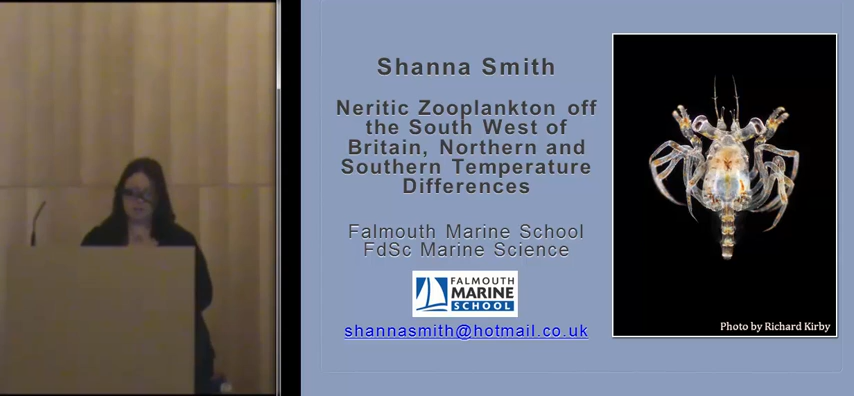 Shanna Smith
Neritic Zooplankton off
the South West of
Britain, Northern and
Southern Temperature
Differences
Falmouth Marine School
FdSc Marine Science
FALMOUTH
MARINE
SCHOOL
shannasmith@hotmail.co.uk
Photo by Richard Kirby